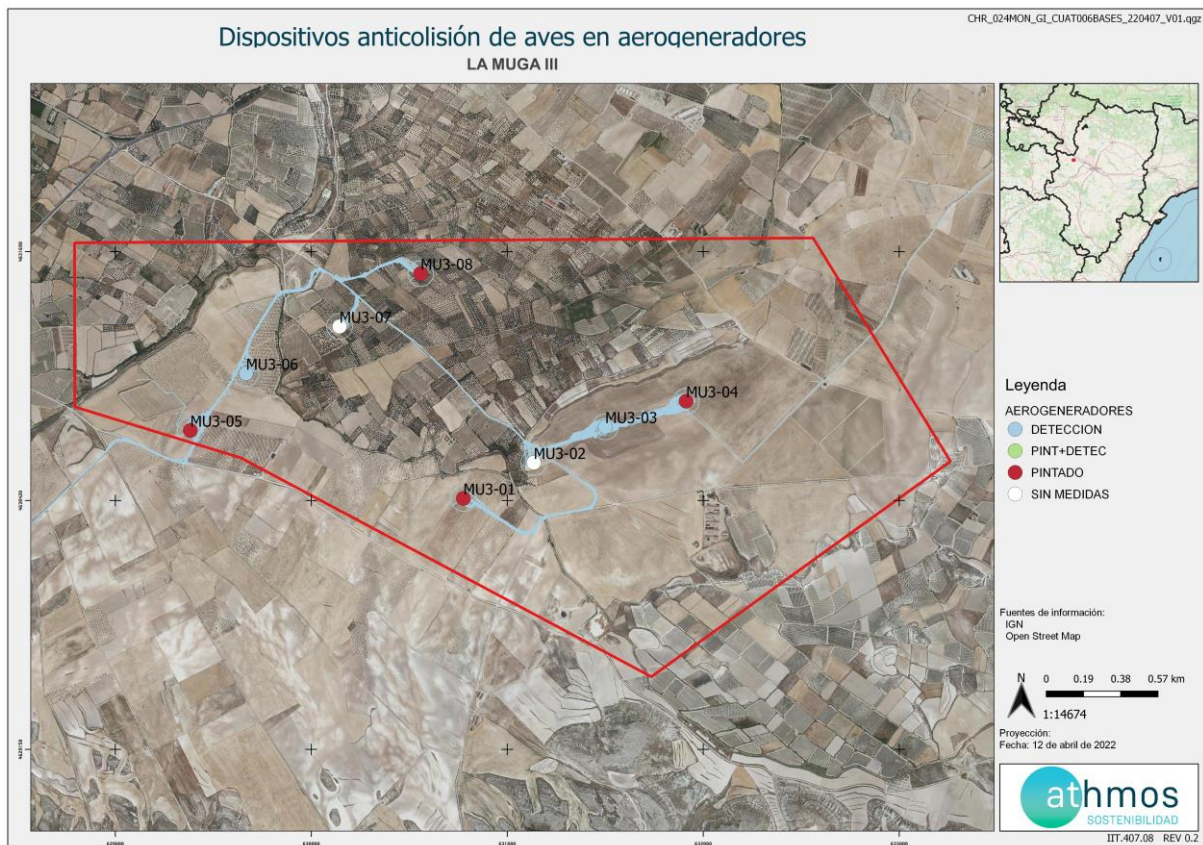 CHR_024MON_GI_CUAT006BASES_220407_V01.qgz
Dispositivos anticolisión de aves en aerogeneradores
LA MUGA III
MU3-08
MU3-07
MU3-06
MU3-04
MU3-05
MU3-03
MU3-02
MU3-01
Leyenda
AEROGENERADORES
DETECCION
PINT+DETEC
PINTADO
SIN MEDIDAS
Fuentes de información:
IGN
Open Street Map
N
0 0.19 0.38 0.57 km
1:14674
Proyección:
Fecha: 12 de abril de 2022
athmos
SOSTENIBILIDAD
IIT.407.08 REV 0.2